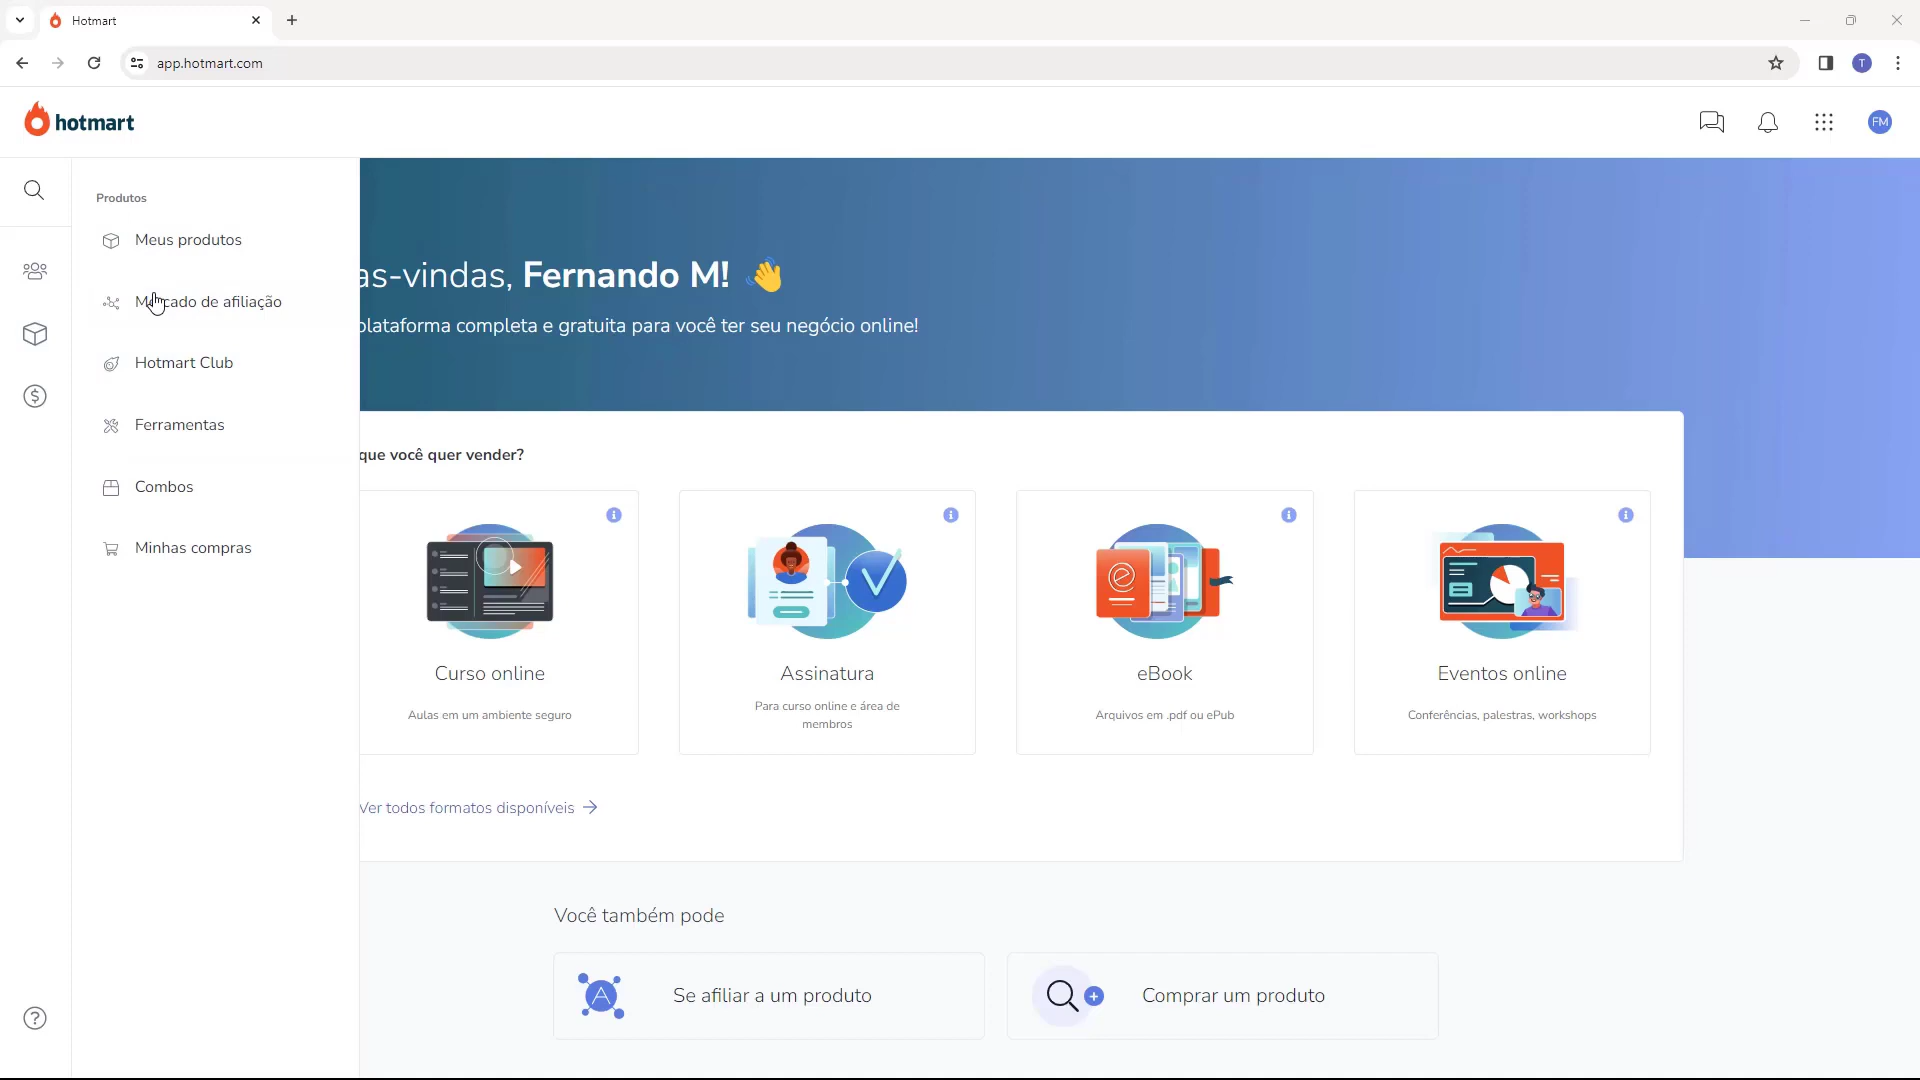 Hotmart
app.hotmart.com
T
hotmart
FM
Produtos
Meus produtos
Mercado de afiliação
Hotmart Club
Ferramentas
Combos
Minhas compras
as-vindas, Fernando M! 👋
plataforma completa e gratuita para você ter seu negócio online!
que você quer vender?
Curso online
Aulas em um ambiente seguro
Assinatura
Para curso online e área de
membros
eBook
Arquivos em .pdf ou ePub
Eventos online
Conferências, palestras, workshops
Ver todos formatos disponíveis
Você também pode
Se afiliar a um produto
Comprar um produto